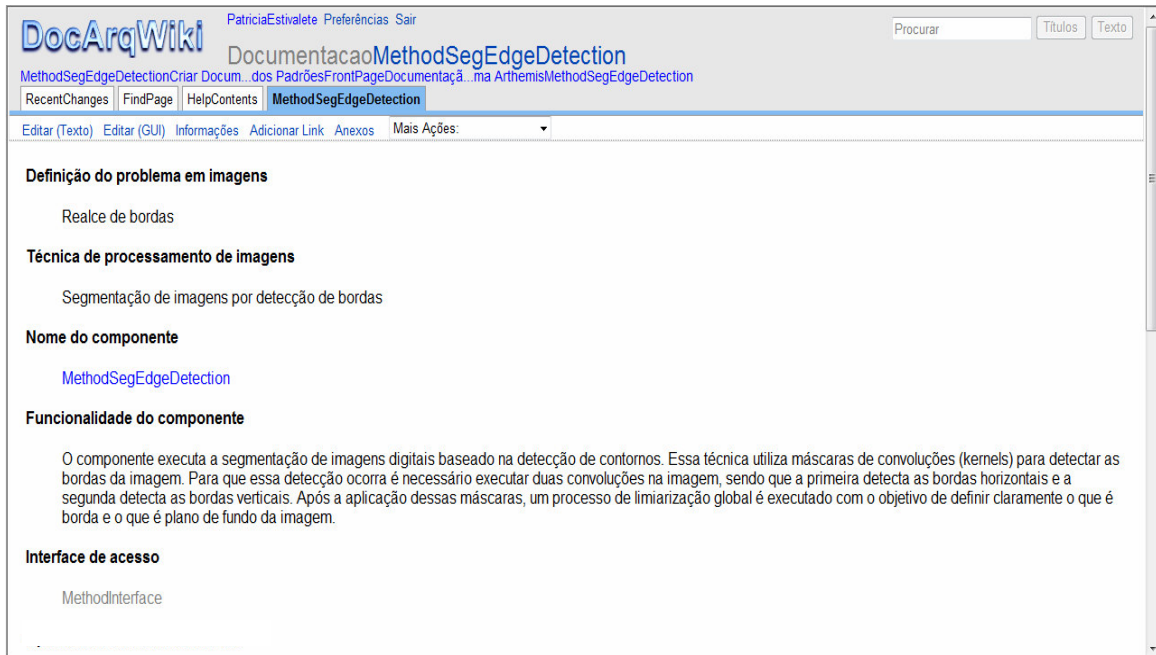 DocArqWiki
PatriciaEstivalete Preferências Sair
Procurar Títulos Texto
DocumentacaoMethodSegEdgeDetection
MethodSegEdgeDetectionCriar Docum...dos PadrõesFrontPageDocumentaçã...ma ArthemisMethodSegEdgeDetection
RecentChanges FindPage HelpContents MethodSegEdgeDetection
Editar (Texto) Editar (GUI) Informações Adicionar Link Anexos Mais Ações:
Definição do problema em imagens
Realce de bordas
Técnica de processamento de imagens
Segmentação de imagens por detecção de bordas
Nome do componente
MethodSegEdgeDetection
Funcionalidade do componente
O componente executa a segmentação de imagens digitais baseado na detecção de contornos. Essa técnica utiliza máscaras de convoluções (kernels) para detectar as
bordas da imagem. Para que essa detecção ocorra é necessário executar duas convoluções na imagem, sendo que a primeira detecta as bordas horizontais e a
segunda detecta as bordas verticais. Após a aplicação dessas máscaras, um processo de limiarização global é executado com o objetivo de definir claramente o que é
borda e o que é plano de fundo da imagem.
Interface de acesso
MethodInterface